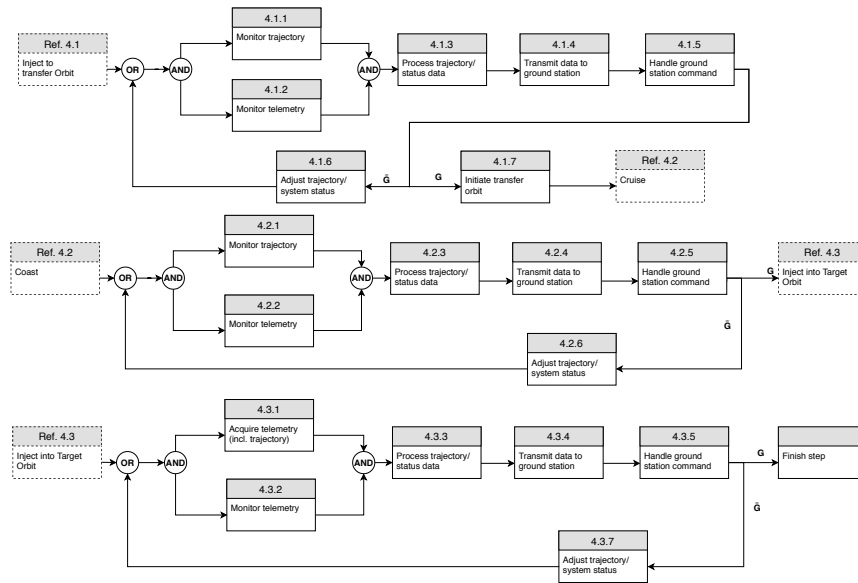 Ref. 4.1
Inject to
transfer Orbit
OR
AND
4.1.1
Monitor trajectory
4.1.2
Monitor telemetry
AND
4.1.3
Process trajectory/
status data
4.1.4
Transmit data to
ground station
4.1.5
Handle ground
station command
4.1.6
Adjust trajectory/
system status
Ḡ
G
4.1.7
Initiate transfer
orbit
Ref. 4.2
Cruise
Ref. 4.2
Coast
OR
AND
4.2.1
Monitor trajectory
4.2.2
Monitor telemetry
AND
4.2.3
Process trajectory/
status data
4.2.4
Transmit data to
ground station
4.2.5
Handle ground
station command
G
Ref. 4.3
Inject into Target
Orbit
Ḡ
4.2.6
Adjust trajectory/
system status
Ref. 4.3
Inject into Target
Orbit
OR
AND
4.3.1
Acquire telemetry
(incl. trajectory)
4.3.2
Monitor telemetry
AND
4.3.3
Process trajectory/
status data
4.3.4
Transmit data to
ground station
4.3.5
Handle ground
station command
G
Finish step
Ḡ
4.3.7
Adjust trajectory/
system status